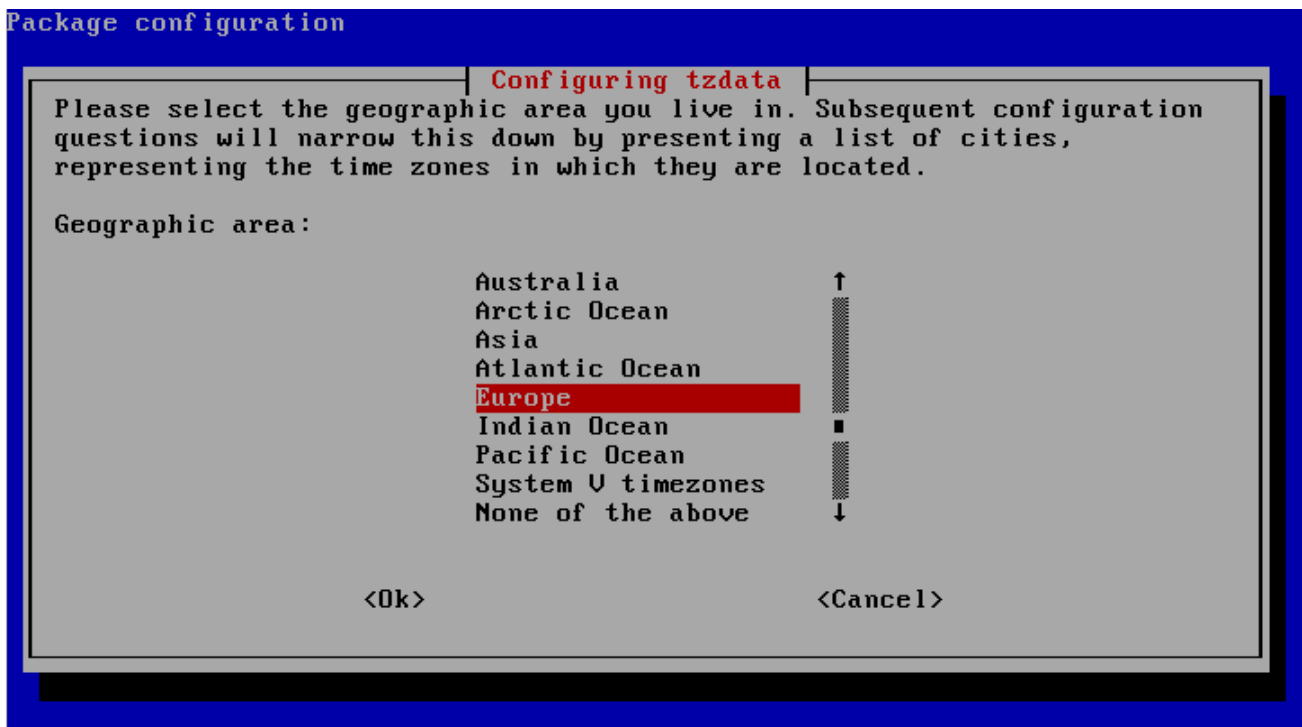 Package configuration
Configuring tzdata
Please select the geographic area you live in. Subsequent configuration
questions will narrow this down by presenting a list of cities,
representing the time zones in which they are located.
Geographic area:
Australia
Arctic Ocean
Asia
Atlantic Ocean
Europe
Indian Ocean
Pacific Ocean
System V timezones
None of the above
<Ok> <Cancel>